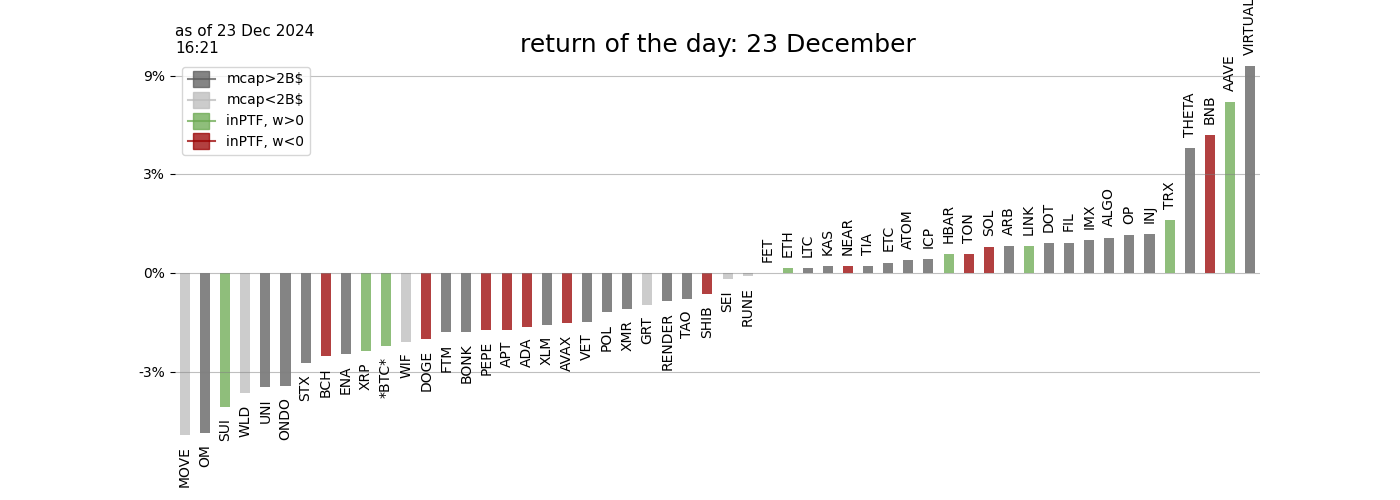 as of 23 Dec 2024
16:21
return of the day: 23 December
mcap>2B$
mcap<2B$
inPTF, w>0
inPTF, w<0
9%
3%
0%
-3%
MOVE
OM
SUI
WLD
UNI
ONDO
STX
BCH
ENA
XRP
*BTC*
WIF
DOGE
FTM
BONK
PEPE
APT
ADA
XLM
AVAX
VET
POL
XMR
GRT
RENDER
TAO
SHIB
SEI
RUNE
FET
ETH
LTC
KAS
NEAR
TIA
ETC
ATOM
ICP
HBAR
TON
SOL
ARB
LINK
DOT
FIL
IMX
ALGO
OP
INJ
TRX
THETA
BNB
AAVE
VIRTUAL